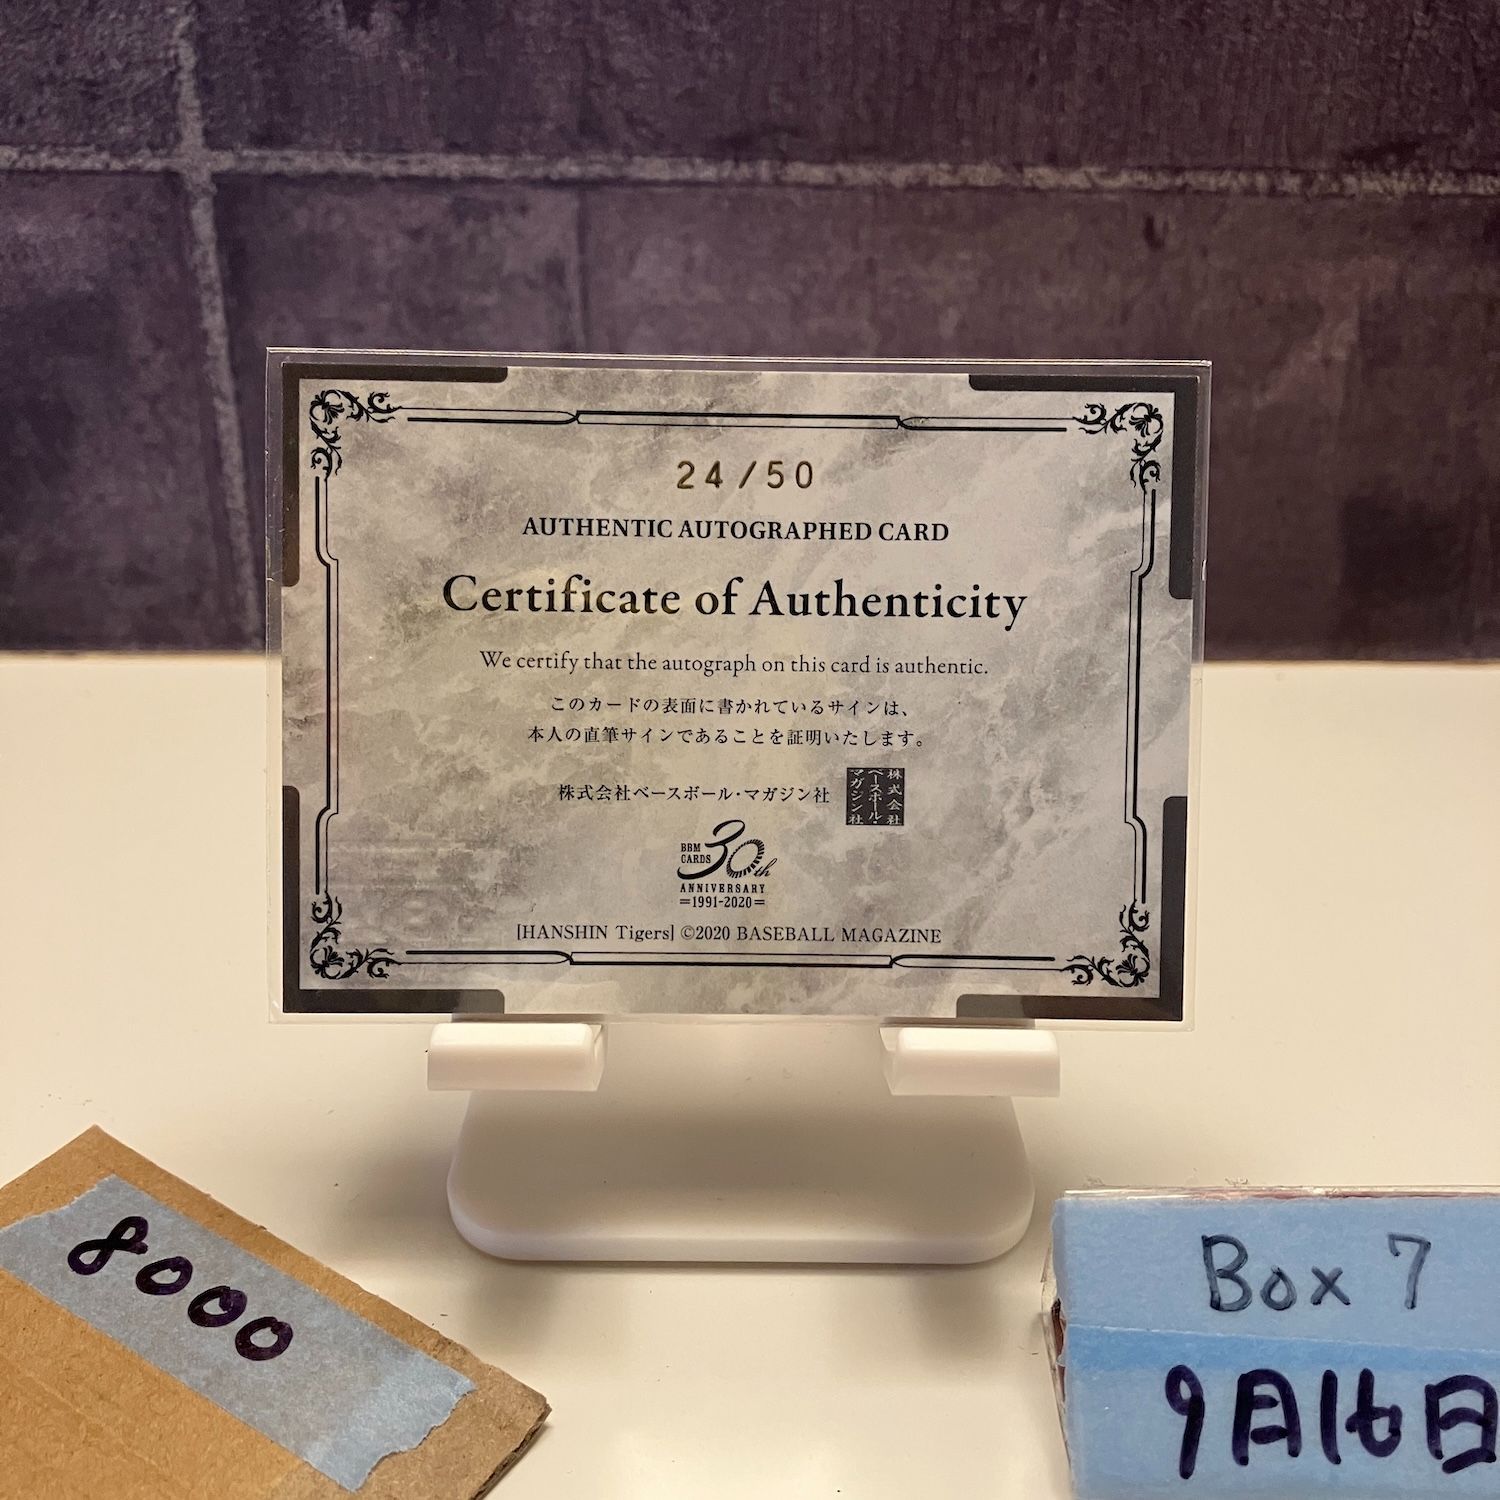 24/50
AUTHENTIC AUTOGRAPHED CARD
Certificate of Authenticity
We certify that the autograph on this card is authentic.
このカードの表面に書かれているサインは、
本人の直筆サインであることを証明いたします。
株式会社ベースボール・マガジン社
株式会社
ベースボール・
マガジン社
BBM
CARDS
30th
ANNIVERSARY
=1991-2020=
[HANSHIN Tigers] ©2020 BASEBALL MAGAZINE
8000
Box 7
9月16日